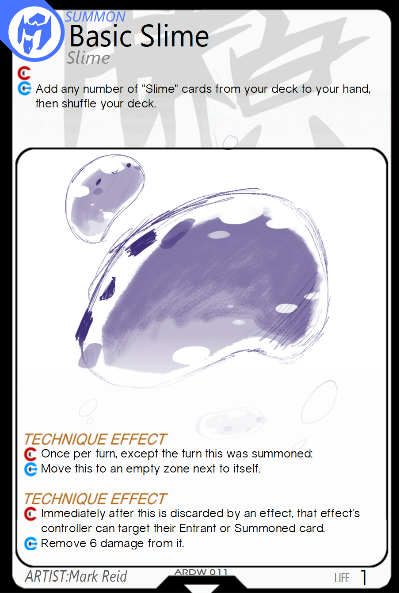 SUMMON
Basic Slime
Slime
Add any number of "Slime" cards from your deck to your hand,
then shuffle your deck.
TECHNIQUE EFFECT
Once per turn, except the turn this was summoned:
Move this to an empty zone next to itself.
TECHNIQUE EFFECT
Immediately after this is discarded by an effect, that effect's
controller can target their Entrant or Summoned card.
Remove 6 damage from it.
ARTIST:Mark Reid
ARDW 011
LIFE 1